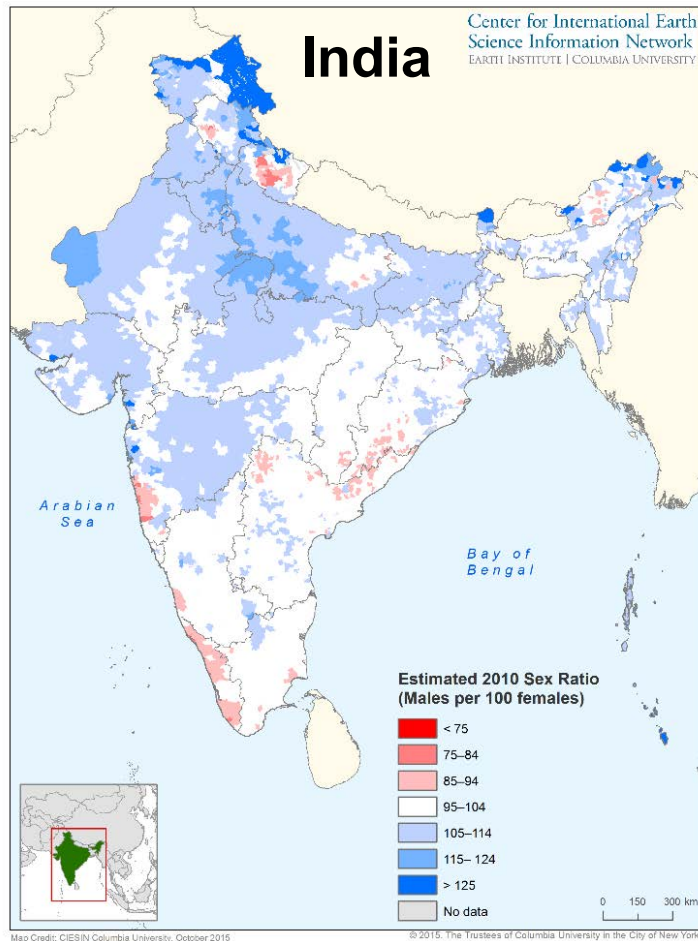 India
Center for International Earth
Science Information Network
EARTH INSTITUTE | COLUMBIA UNIVERSITY
Arabian
Sea
Bay of
Bengal
Estimated 2010 Sex Ratio
(Males per 100 females)
< 75
75–84
85–94
95–104
105–114
115– 124
> 125
No data
0 150 300 km
Map Credit: CIESIN Columbia University, October 2015
© 2015. The Trustees of Columbia University in the City of New York